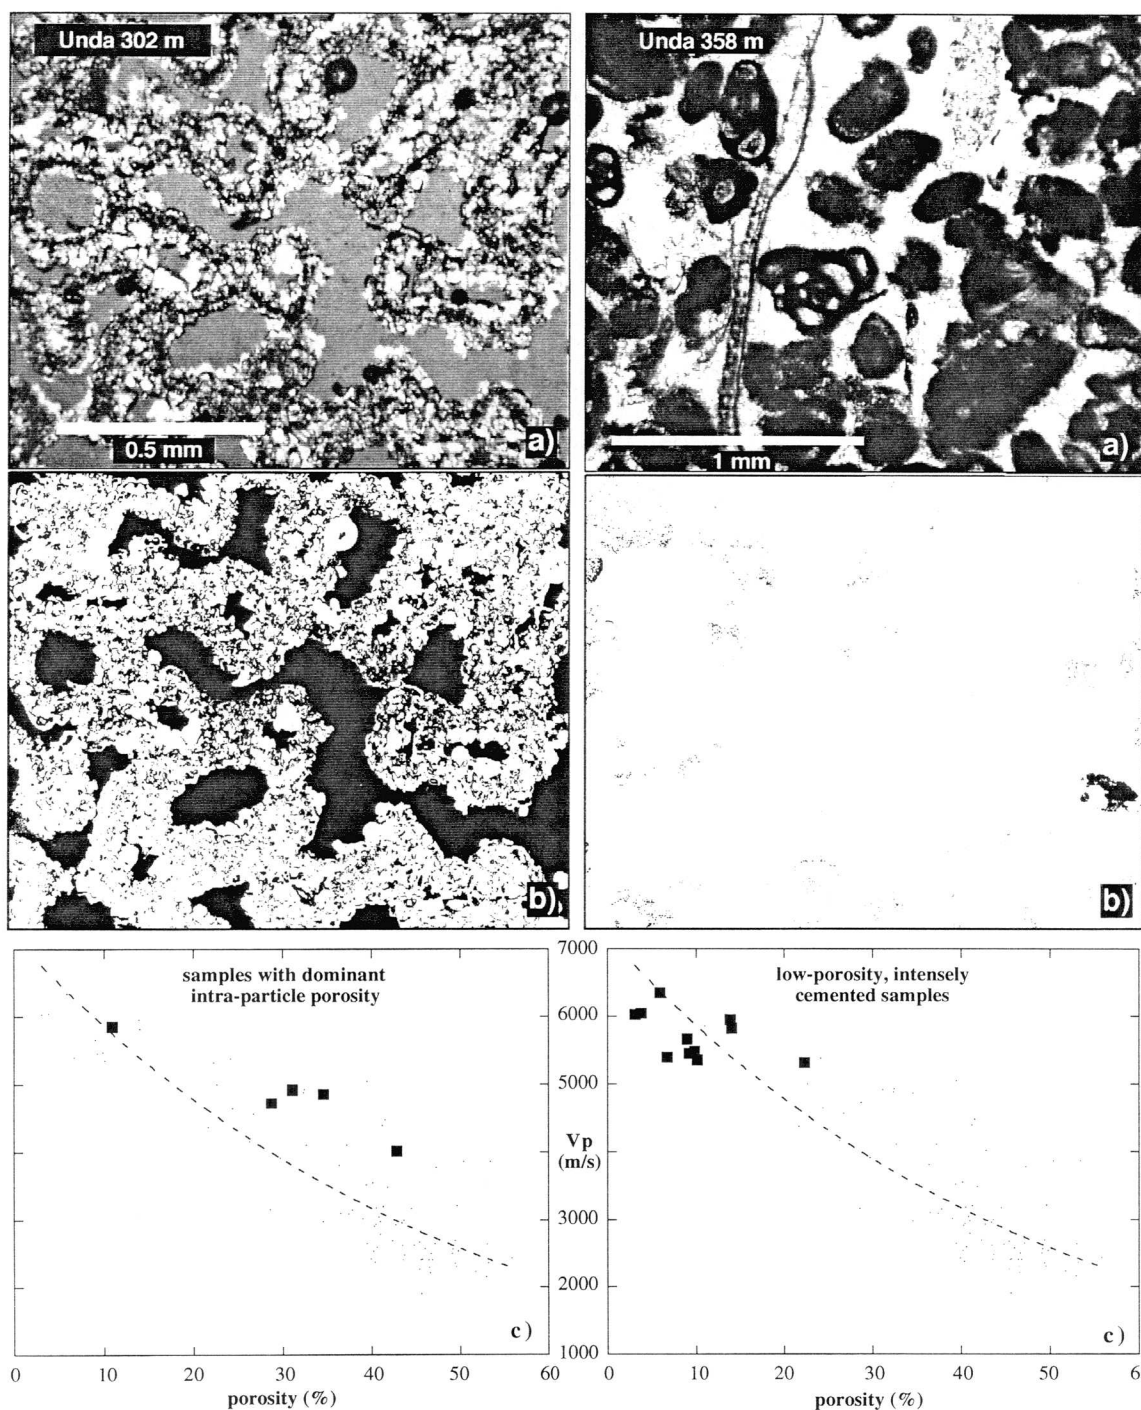 Unda 302 m
0.5 mm
a)
Unda 358 m
1 mm
a)
b)
b)
samples with dominant
intra-particle porosity
c)
0 10 20 30 40 50 60
porosity (%)
7000
6000
5000
4000
Vp
(m/s)
3000
2000
1000
low-porosity, intensely
cemented samples
c)
0 10 20 30 40 50 6
porosity (%)